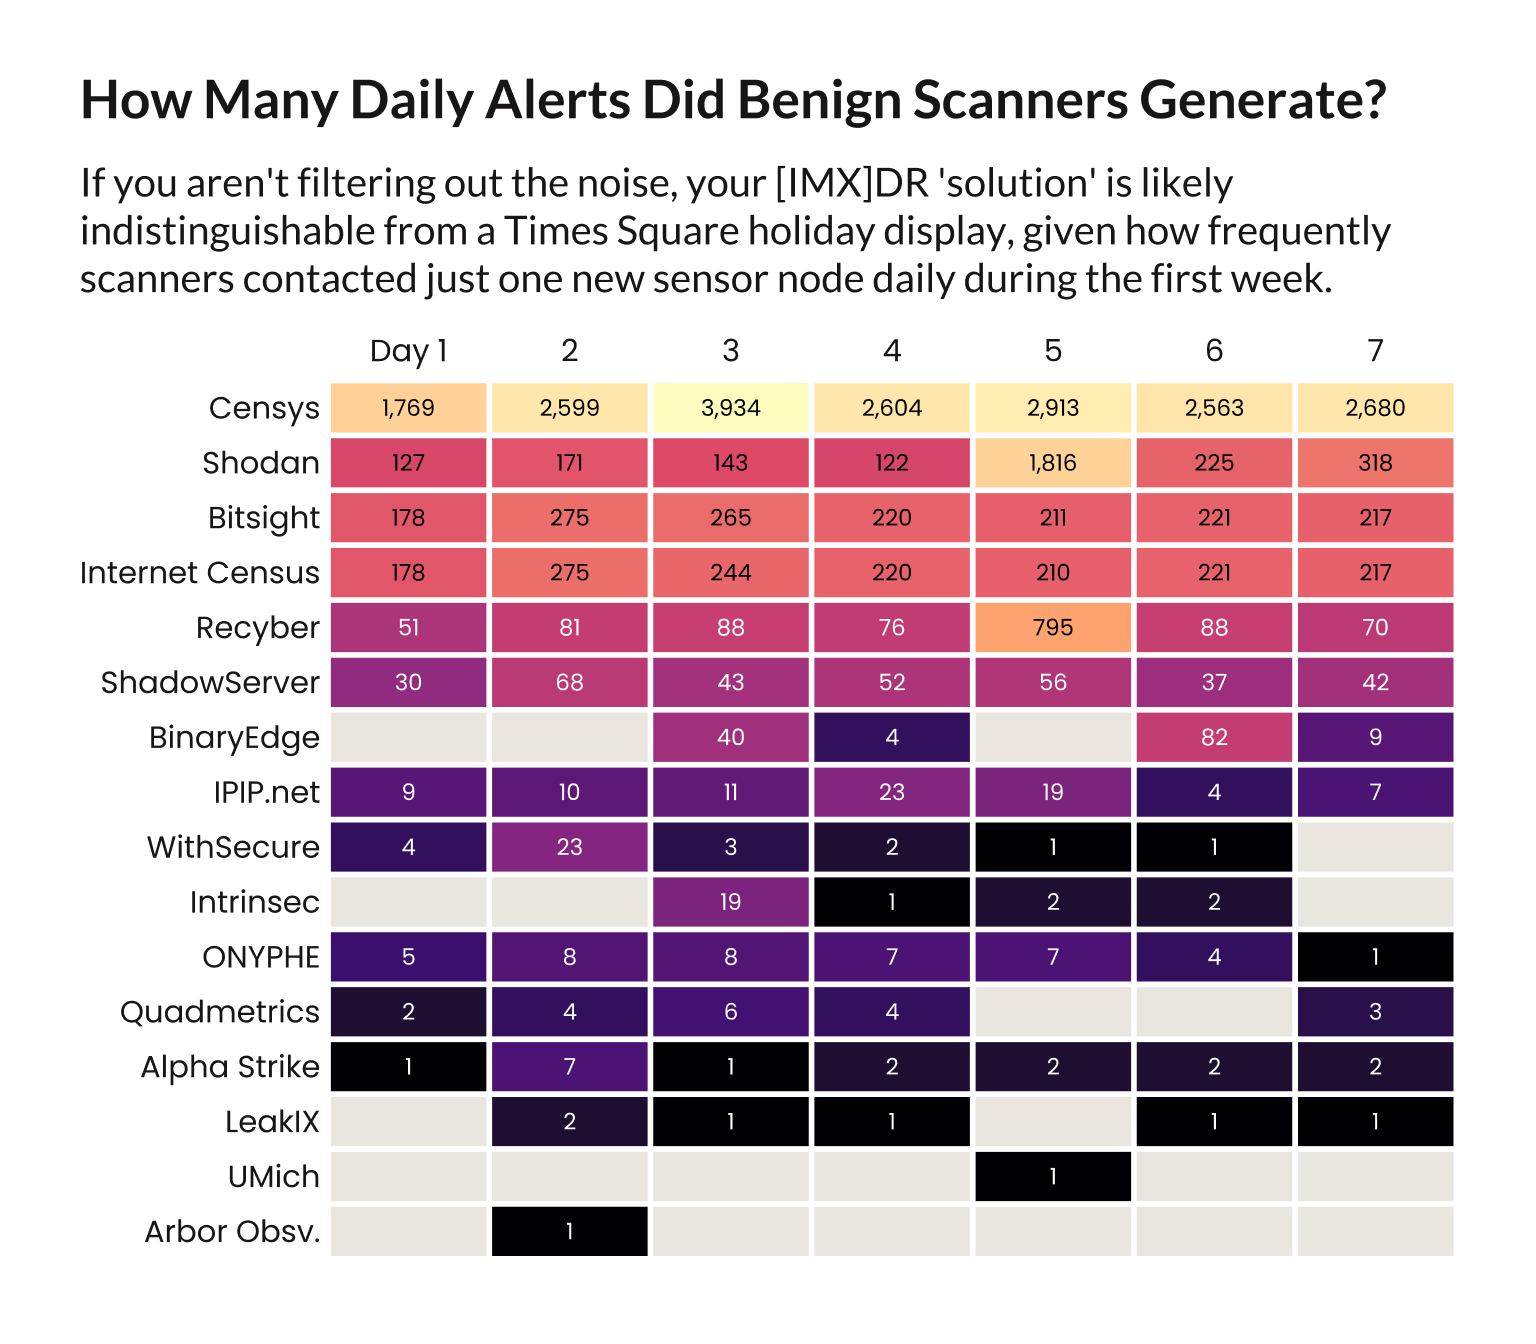 How Many Daily Alerts Did Benign Scanners Generate?
If you aren't filtering out the noise, your [IMX]DR 'solution' is likely
indistinguishable from a Times Square holiday display, given how frequently
scanners contacted just one new sensor node daily during the first week.
Day 1 2 3 4 5 6 7
Censys 1,769 2,599 3,934 2,604 2,913 2,563 2,680
Shodan 127 171 143 122 1,816 225 318
Bitsight 178 275 265 220 211 221 217
Internet Census 178 275 244 220 210 221 217
Recyber 51 81 88 76 795 88 70
ShadowServer 30 68 43 52 56 37 42
BinaryEdge 40 4 82 9
IPIP.net 9 10 11 23 19 4 7
WithSecure 4 23 3 2 1 1
Intrinsec 19 1 2 2
ONYPHE 5 8 8 7 7 4 1
Quadmetrics 2 4 6 4 3
Alpha Strike 1 7 1 2 2 2 2
LeakIX 2 1 1 1 1
UMich 1
Arbor Obsv. 1